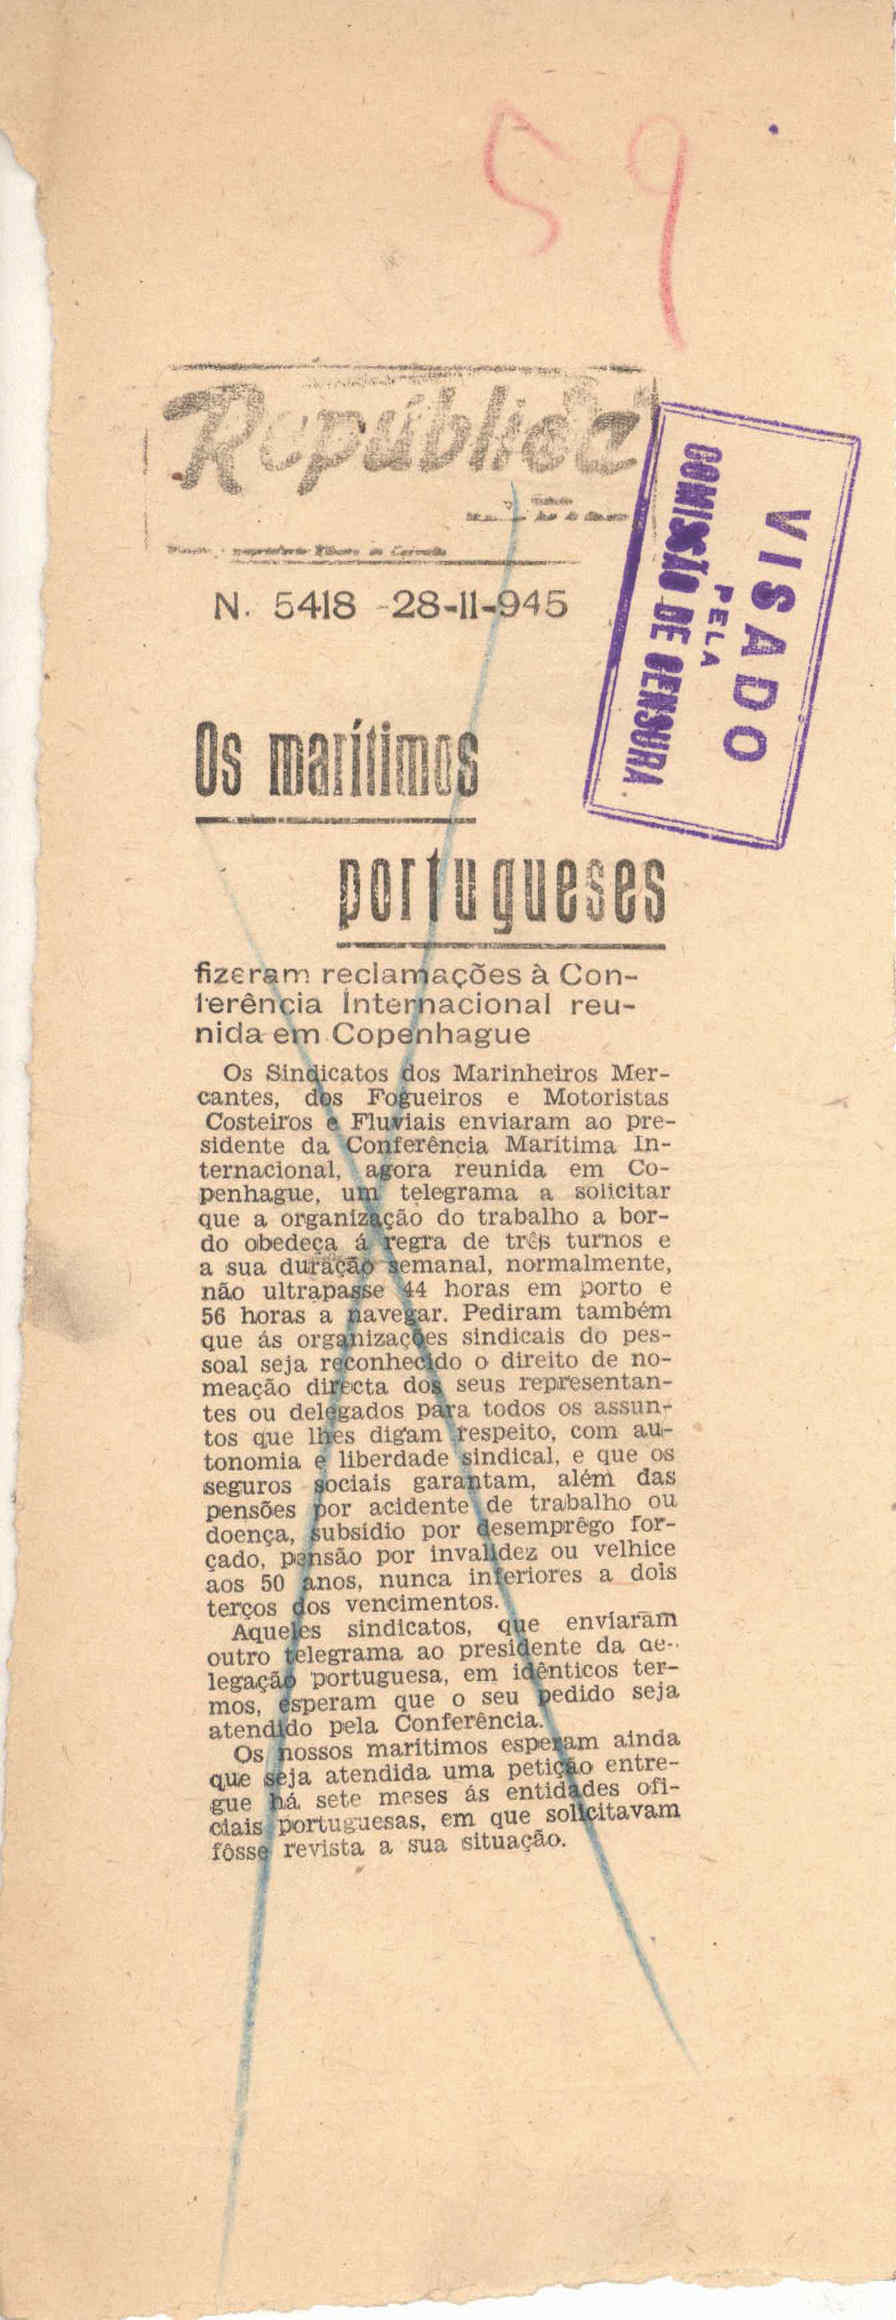 59
República
N. 5418 -28-11-945
VISADO
PELA
COMISSÃO DE CENSURA
Os marítimos
portugueses
fizeram reclamações à Con-
ferência Internacional reu-
nida em Copenhague
Os Sindicatos dos Marinheiros Mer-
cantes, dos Fogueiros e Motoristas
Costeiros e Fluviais enviaram ao pre-
sidente da Conferência Maritima In-
ternacional, agora reunida em Co-
penhague, um telegrama a solicitar
que a organização do trabalho a bor-
do obedeça á regra de três turnos e
a sua duração semanal, normalmente,
não ultrapasse 44 horas em porto e
56 horas a navegar. Pediram também
que ás organizações sindicais do pes-
soal seja reconhecido o direito de no-
meação directa dos seus representan-
tes ou delegados para todos os assun-
tos que lhes digam respeito, com au-
tonomia e liberdade sindical, e que os
seguros sociais garantam, além das
pensões por acidente de trabalho ou
doença, subsidio por desemprêgo for-
çado, pensão por invalidez ou velhice
aos 50 anos, nunca inferiores a dois
terços dos vencimentos.
Aqueles sindicatos, que enviaram
outro telegrama ao presidente da de-
legação portuguesa, em idênticos ter-
mos, esperam que o seu pedido seja
atendido pela Conferência.
Os nossos maritimos esperam ainda
que seja atendida uma petição entre-
gue há sete meses ás entidades ofi-
ciais portuguesas, em que solicitavam
fôsse revista a sua situação.